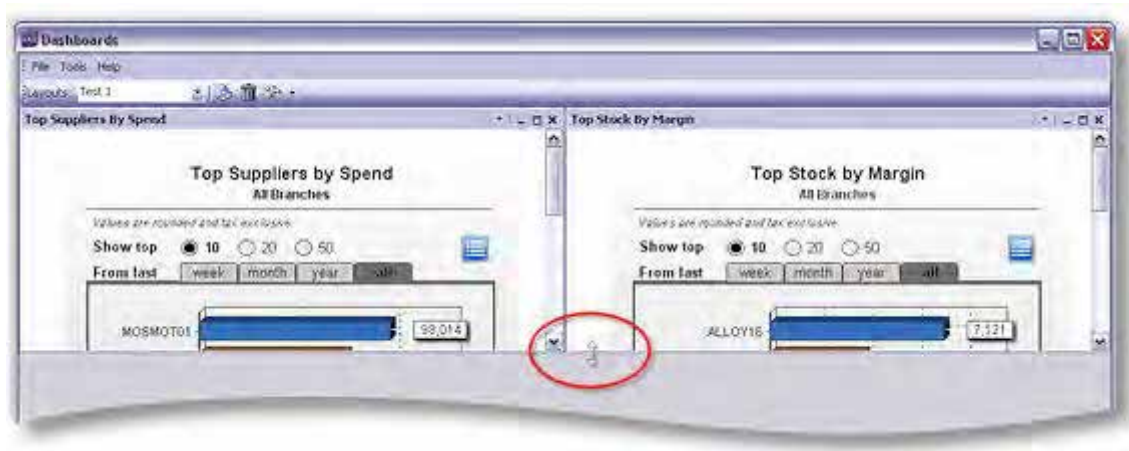 Dashboards
File Tools Help
Layouts: Test 1
Top Suppliers By Spend
Top Suppliers by Spend
All Branches
Values are rounded and tax exclusive
Show top 10 20 50
From last week month year all
MOSMOT01 93,014
Top Stock By Margin
Top Stock by Margin
All Branches
Values are rounded and tax exclusive
Show top 10 20 50
From last week month year all
ALLOY16 7,121